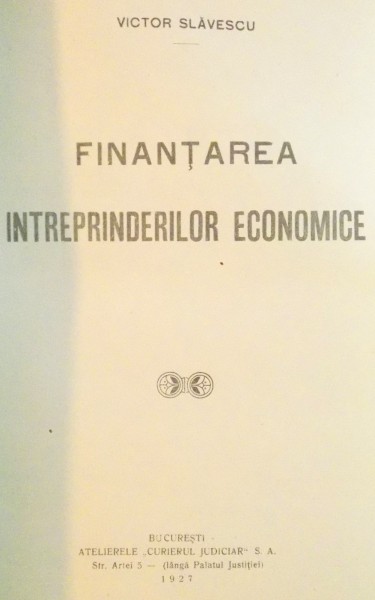 VICTOR SLĂVESCU
FINANȚAREA
INTREPRINDERILOR ECONOMICE
BUCUREȘTI
ATELIERELE „CURIERUL JUDICIAR" S. A.
Str. Artei 5 — (lângă Palatul Justiției)
1927